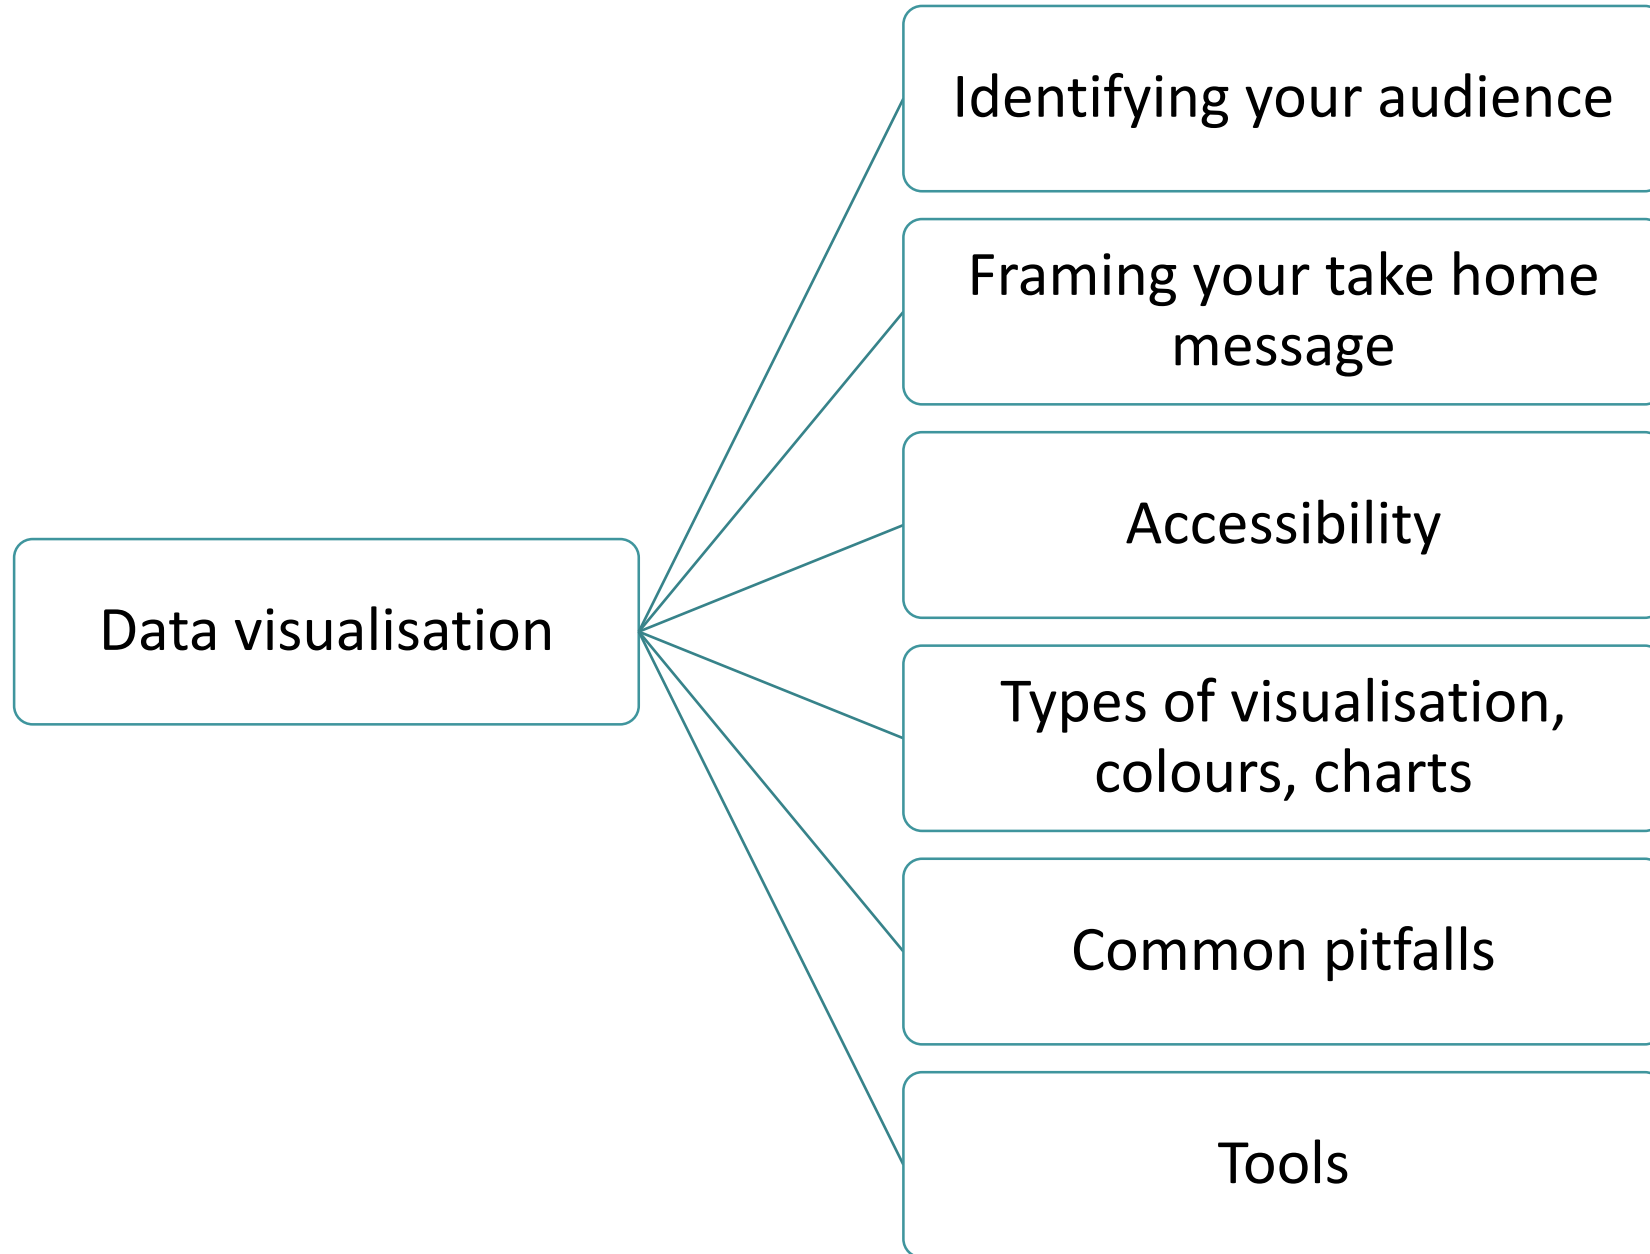 Identifying your audience
Framing your take home
message
Accessibility
Data visualisation
Types of visualisation,
colours, charts
Common pitfalls
Tools